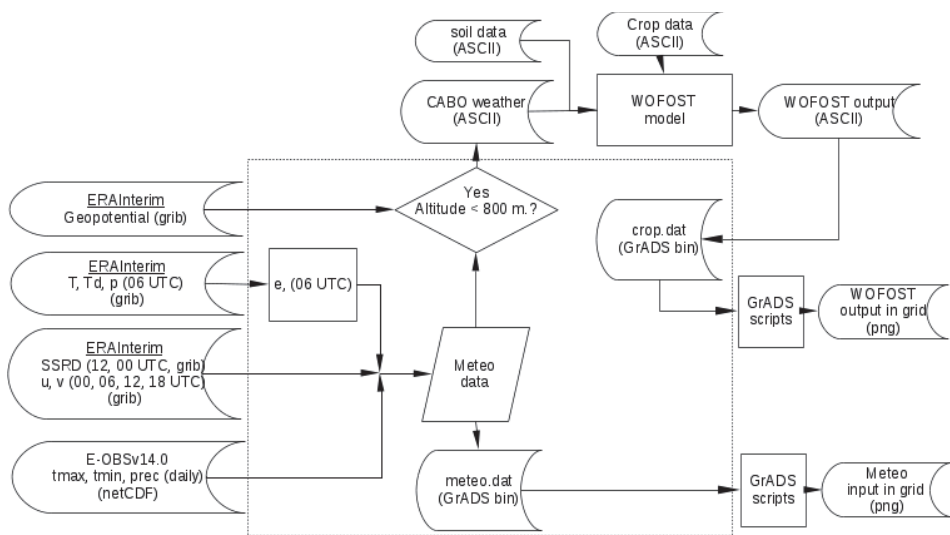 soil data
(ASCII)
Crop data
(ASCII)
CABO weather
(ASCII)
WOFOST
model
WOFOST output
(ASCII)
ERAInterim
Geopotential (grib)
Yes
Altitude < 800 m.?
crop.dat
(GrADS bin)
ERAInterim
T, Td, p (06 UTC)
(grib)
e, (06 UTC)
GrADS
scripts
WOFOST
output in grid
(png)
ERAInterim
SSRD (12, 00 UTC, grib)
u, v (00, 06, 12, 18 UTC)
(grib)
Meteo
data
E-OBSv14.0
tmax, tmin, prec (daily)
(netCDF)
meteo.dat
(GrADS bin)
GrADS
scripts
Meteo
input in grid
(png)